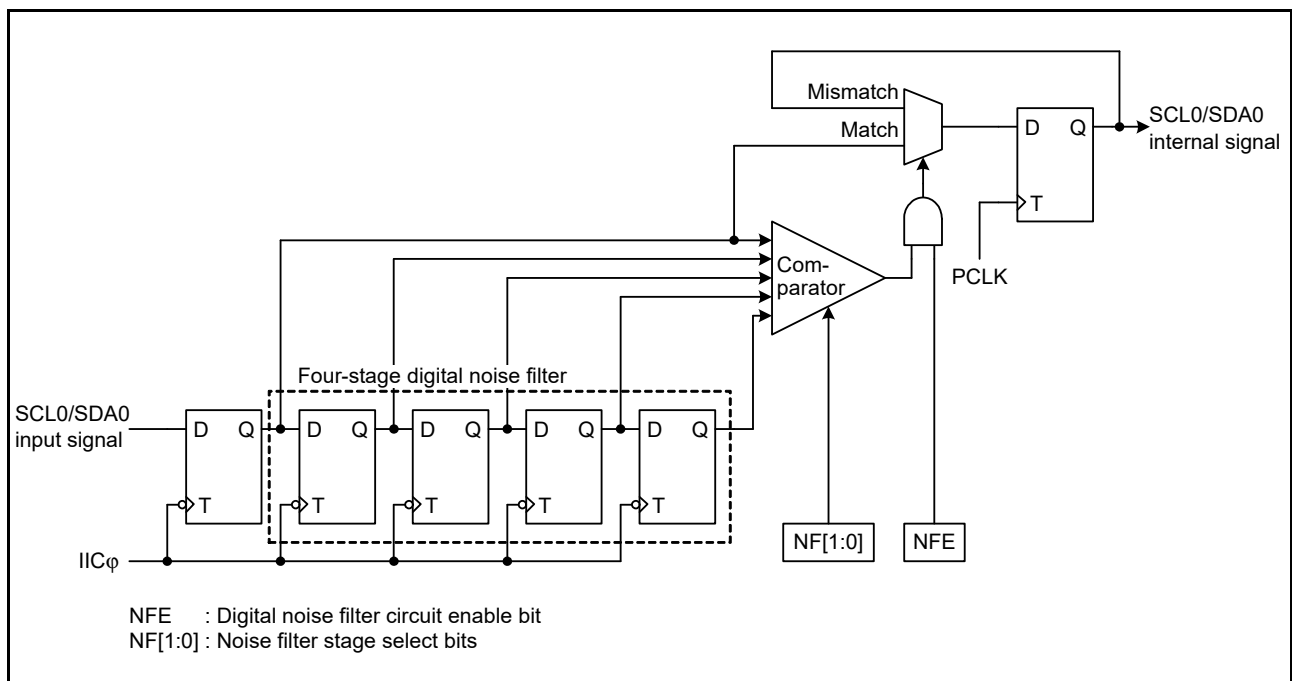 Mismatch
Match
D Q
T
SCL0/SDA0
internal signal
PCLK
Com-
parator
Four-stage digital noise filter
SCL0/SDA0
input signal
D Q D Q D Q D Q D Q
T T T T T
IICφ
NF[1:0] NFE
NFE : Digital noise filter circuit enable bit
NF[1:0] : Noise filter stage select bits